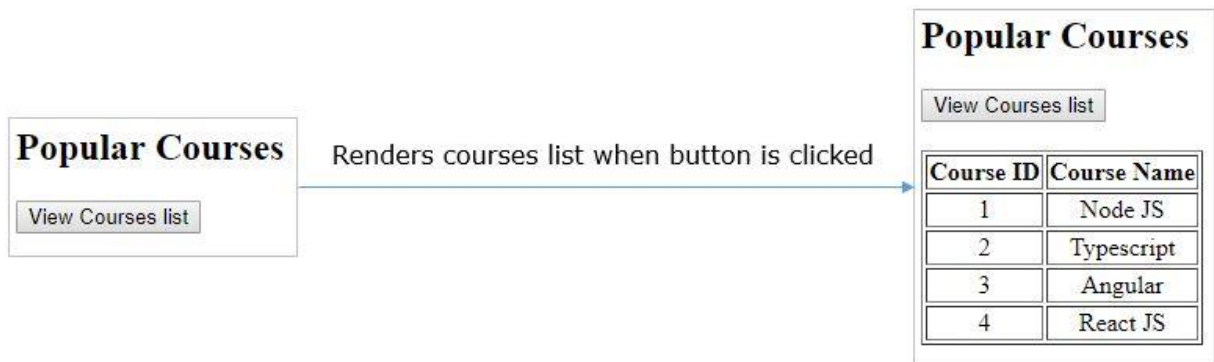 Popular Courses
View Courses list
Renders courses list when button is clicked
Popular Courses
View Courses list
Course ID Course Name
1 Node JS
2 Typescript
3 Angular
4 React JS